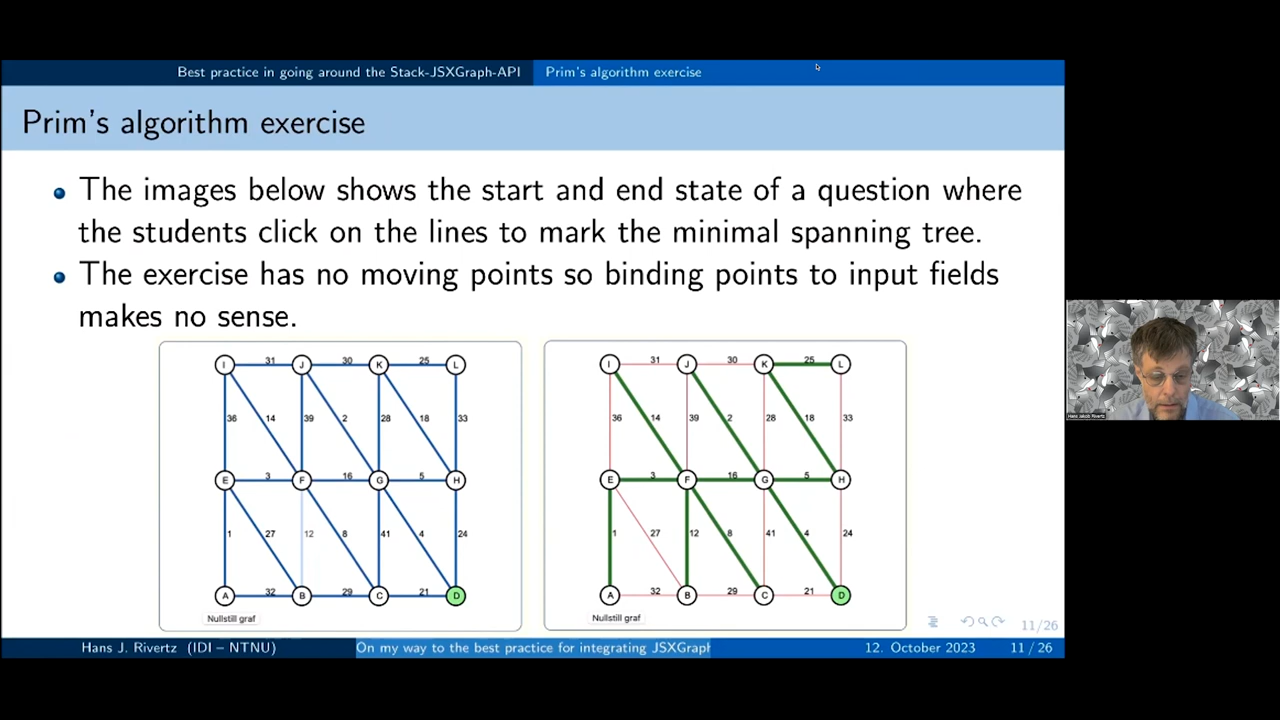 Best practice in going around the Stack-JSXGraph-API Prim's algorithm exercise
Prim's algorithm exercise
The images below shows the start and end state of a question where
the students click on the lines to mark the minimal spanning tree.
The exercise has no moving points so binding points to input fields
makes no sense.
I 31 J 30 K 25 L
36 14 39 2 28 18 33
E 3 F 16 G 5 H
1 27 12 8 41 4 24
A 32 B 29 C 21 D
Nullstill graf
I 31 J 30 K 25 L
36 14 39 2 28 18 33
E 3 F 16 G 5 H
1 27 12 8 41 4 24
A 32 B 29 C 21 D
Nullstill graf
11/26
Hans J. Rivertz (IDI – NTNU) On my way to the best practice for integrating JSXGraph 12. October 2023 11 / 26
Hans Jakob Rivertz